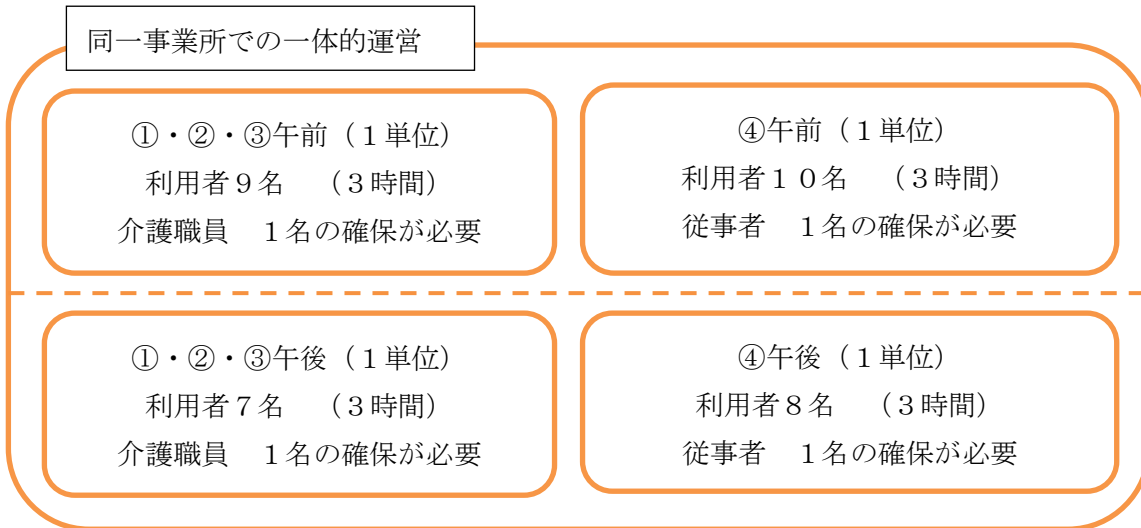 同一事業所での一体的運営
①・②・③午前（１単位）
利用者９名　（３時間）
介護職員　１名の確保が必要
④午前（１単位）
利用者１０名　（３時間）
従事者　１名の確保が必要
①・②・③午後（１単位）
利用者７名　（３時間）
介護職員　１名の確保が必要
④午後（１単位）
利用者８名　（３時間）
従事者　１名の確保が必要